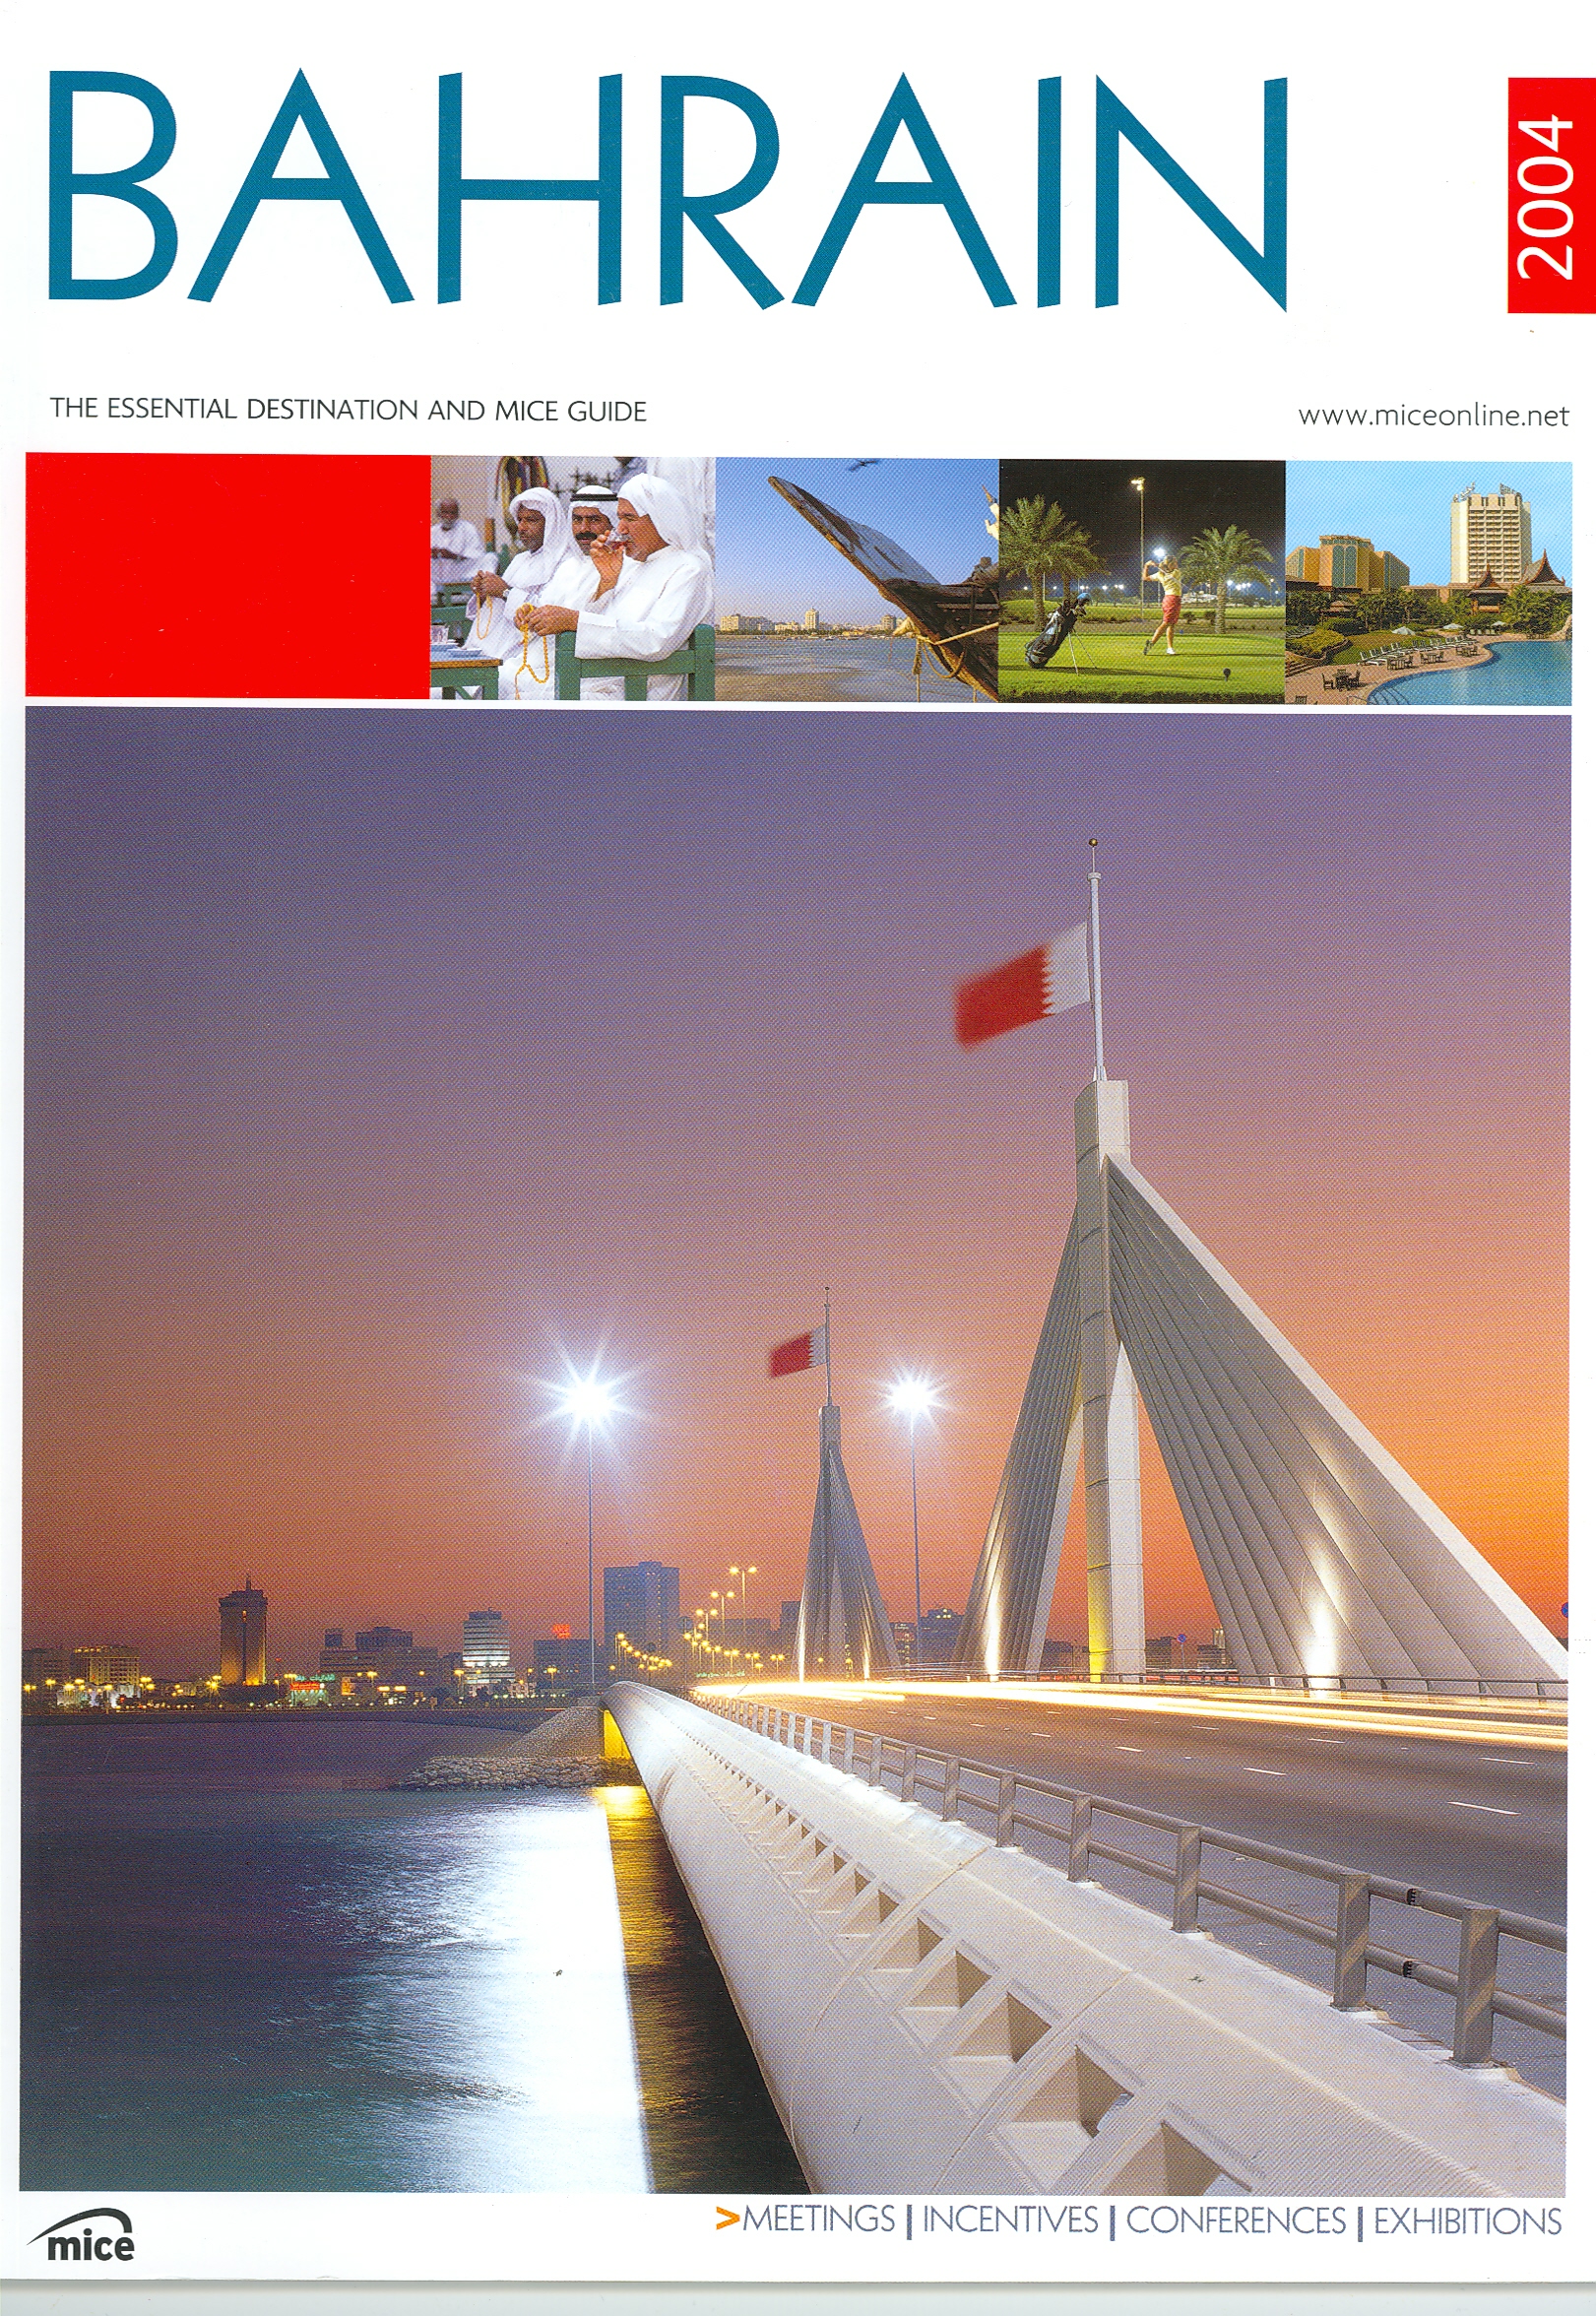 BAHRAIN
2004
THE ESSENTIAL DESTINATION AND MICE GUIDE
www.miceonline.net
mice
>MEETINGS | INCENTIVES | CONFERENCES | EXHIBITIONS